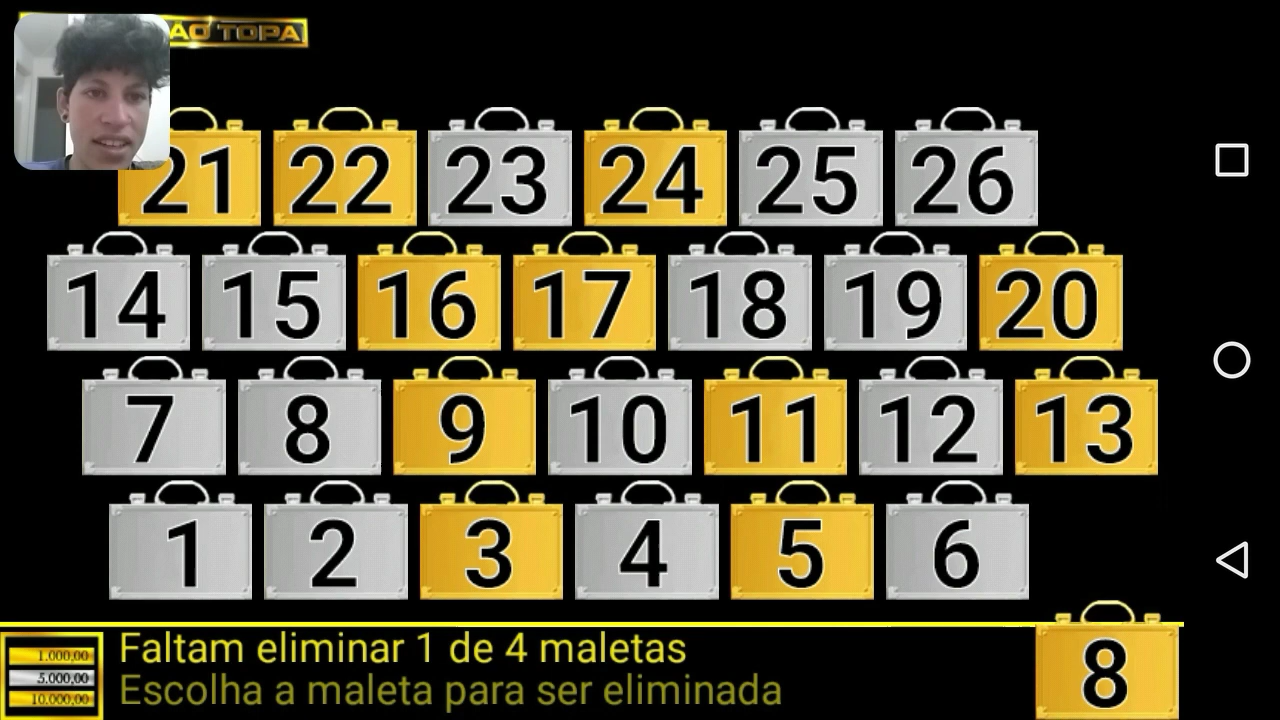 ÃO TOPA
21 22 23 24 25 26
14 15 16 17 18 19 20
7 8 9 10 11 12 13
1 2 3 4 5 6
Faltam eliminar 1 de 4 maletas
Escolha a maleta para ser eliminada
1.000,00
5.000,00
10.000,00
8